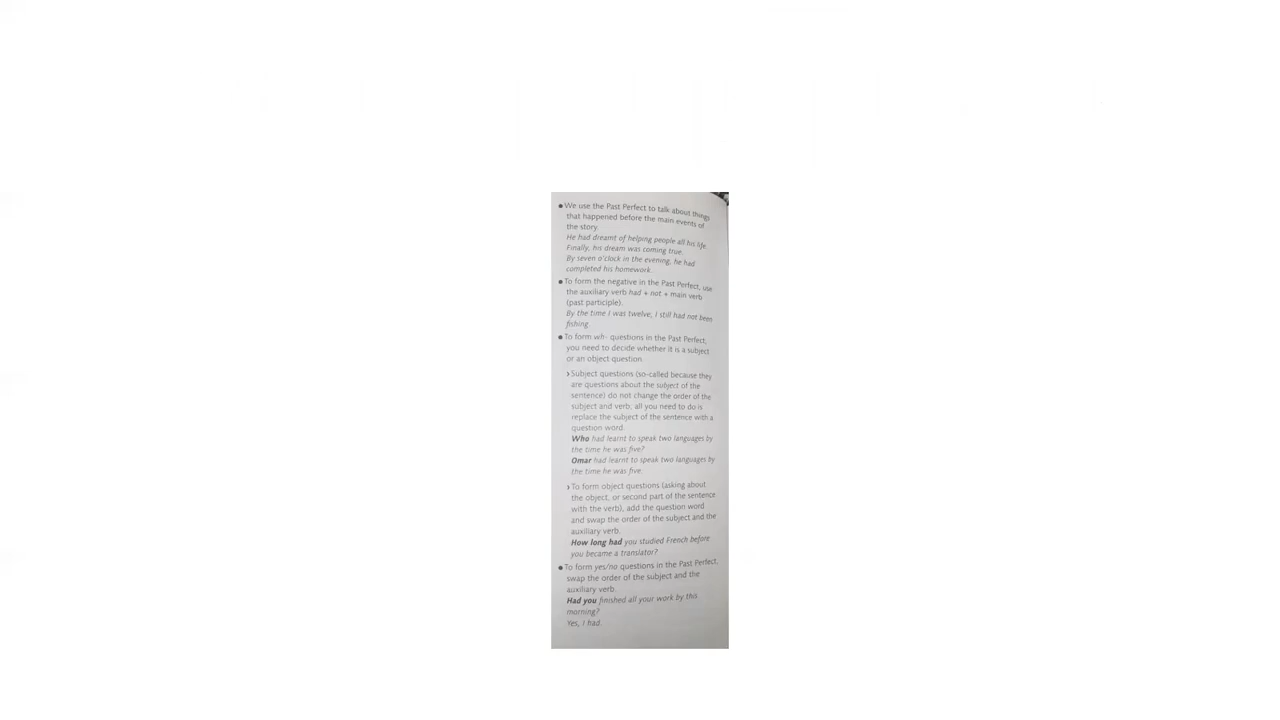 • We use the Past Perfect to talk about things
that happened before the main events of
the story.
He had dreamt of helping people all his life.
Finally, his dream was coming true.
By seven o'clock in the evening, he had
completed his homework.
• To form the negative in the Past Perfect, use
the auxiliary verb had + not + main verb
(past participle).
By the time I was twelve, I still had not been
fishing.
• To form wh- questions in the Past Perfect,
you need to decide whether it is a subject
or an object question.
› Subject questions (so-called because they
are questions about the subject of the
sentence) do not change the order of the
subject and verb; all you need to do is
replace the subject of the sentence with a
question word.
Who had learnt to speak two languages by
the time he was five?
Omar had learnt to speak two languages by
the time he was five.
› To form object questions (asking about
the object, or second part of the sentence
with the verb), add the question word
and swap the order of the subject and the
auxiliary verb.
How long had you studied French before
you became a translator?
• To form yes/no questions in the Past Perfect,
swap the order of the subject and the
auxiliary verb.
Had you finished all your work by this
morning?
Yes, I had.